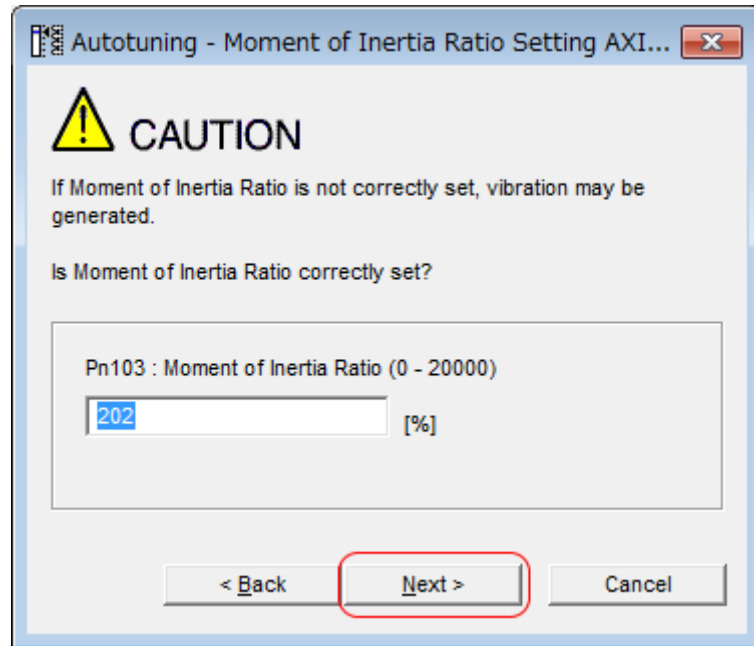 Autotuning - Moment of Inertia Ratio Setting AXI...
CAUTION
If Moment of Inertia Ratio is not correctly set, vibration may be
generated.
Is Moment of Inertia Ratio correctly set?
Pn103 : Moment of Inertia Ratio (0 - 20000)
202
[%]
< Back
Next >
Cancel